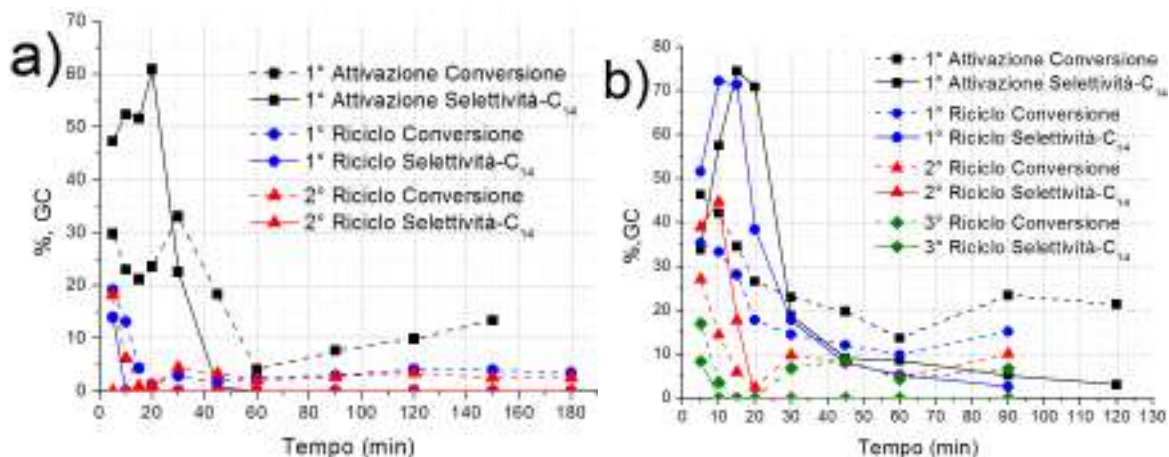 a)
70
60
50
40
30
20
10
0
%, GC
1° Attivazione Conversione
1° Attivazione Selettività-C₁₄
1° Riciclo Conversione
1° Riciclo Selettività-C₁₄
2° Riciclo Conversione
2° Riciclo Selettività-C₁₄
0 20 40 60 80 100 120 140 160 180
Tempo (min)
b)
80
70
60
50
40
30
20
10
0
%, GC
1° Attivazione Conversione
1° Attivazione Selettività-C₁₄
1° Riciclo Conversione
1° Riciclo Selettività-C₁₄
2° Riciclo Conversione
2° Riciclo Selettività-C₁₄
3° Riciclo Conversione
3° Riciclo Selettività-C₁₄
0 10 20 30 40 50 60 70 80 90 100 110 120 130
Tempo (min)